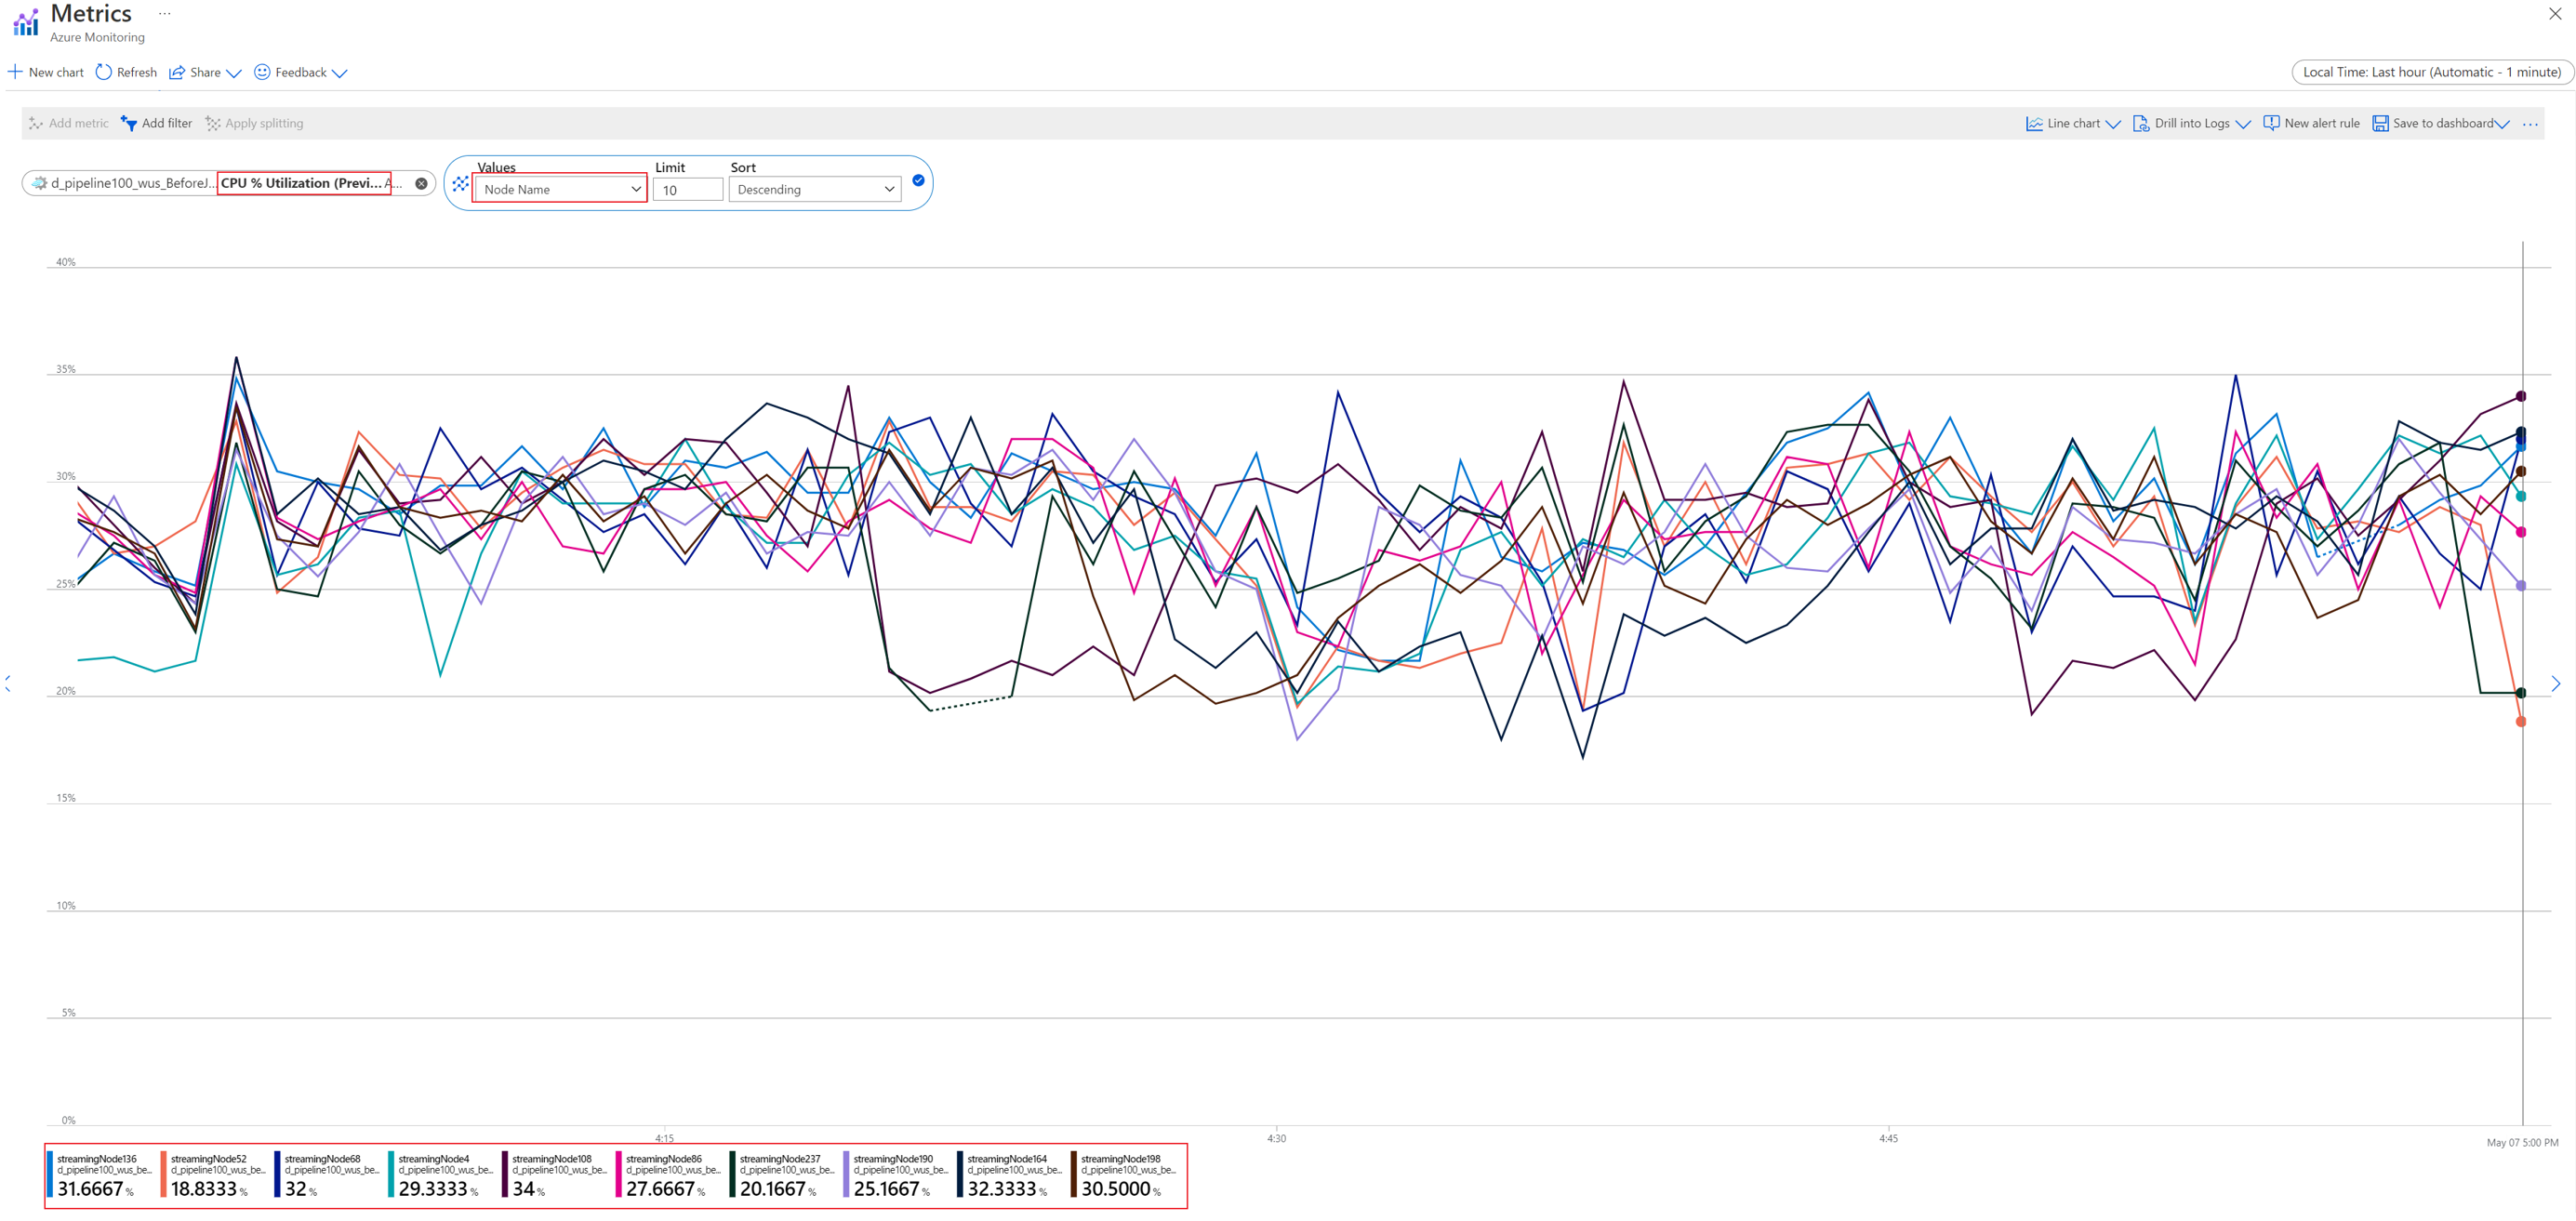 Metrics ...
Azure Monitoring
New chart Refresh Share Feedback
Local Time: Last hour (Automatic - 1 minute)
Add metric Add filter Apply splitting
Line chart Drill into Logs New alert rule Save to dashboard ...
Values Limit Sort
d_pipeline100_wus_BeforeJ... CPU % Utilization (Previ... A...
Node Name 10 Descending
40%
35%
30%
25%
20%
15%
10%
5%
0%
4:15 4:30 4:45 May 07 5:00 PM
streamingNode136 streamingNode52 streamingNode68 streamingNode4 streamingNode108 streamingNode86 streamingNode237 streamingNode190 streamingNode164 streamingNode198
d_pipeline100_wus_be... d_pipeline100_wus_be... d_pipeline100_wus_be... d_pipeline100_wus_be... d_pipeline100_wus_be... d_pipeline100_wus_be... d_pipeline100_wus_be... d_pipeline100_wus_be... d_pipeline100_wus_be... d_pipeline100_wus_be...
31.6667 % 18.8333 % 32 % 29.3333 % 34 % 27.6667 % 20.1667 % 25.1667 % 32.3333 % 30.5000 %